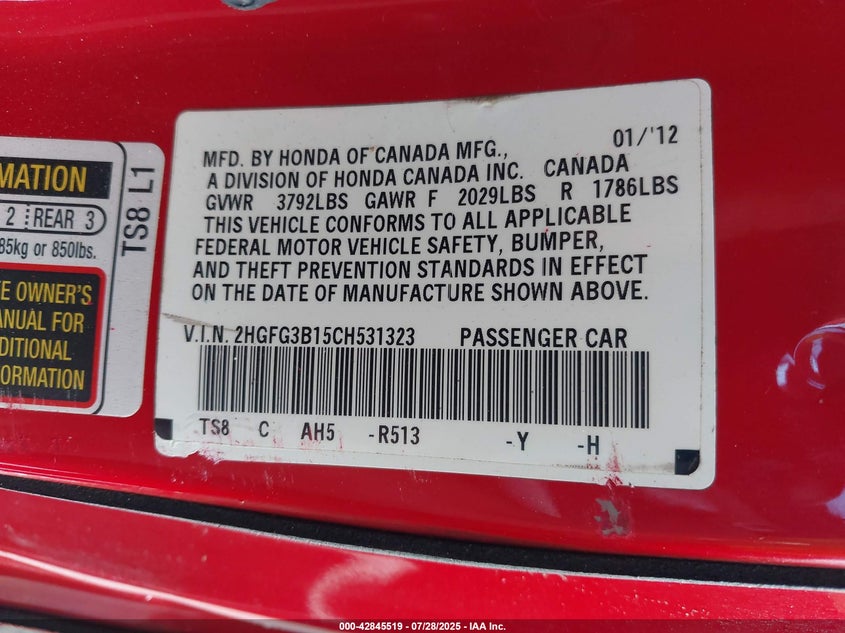 MATION
2 REAR 3
85kg or 850lbs.
E OWNER'S
ANUAL FOR
DITIONAL
FORMATION
TS8 L1
01/'12
MFD. BY HONDA OF CANADA MFG.,
A DIVISION OF HONDA CANADA INC. CANADA
GVWR 3792LBS GAWR F 2029LBS R 1786LBS
THIS VEHICLE CONFORMS TO ALL APPLICABLE
FEDERAL MOTOR VEHICLE SAFETY, BUMPER,
AND THEFT PREVENTION STANDARDS IN EFFECT
ON THE DATE OF MANUFACTURE SHOWN ABOVE.
V.I.N. 2HGFG3B15CH531323 PASSENGER CAR
TS8 C AH5 -R513 -Y -H
000-42845519 / 07/28/2025 - IAA Inc.